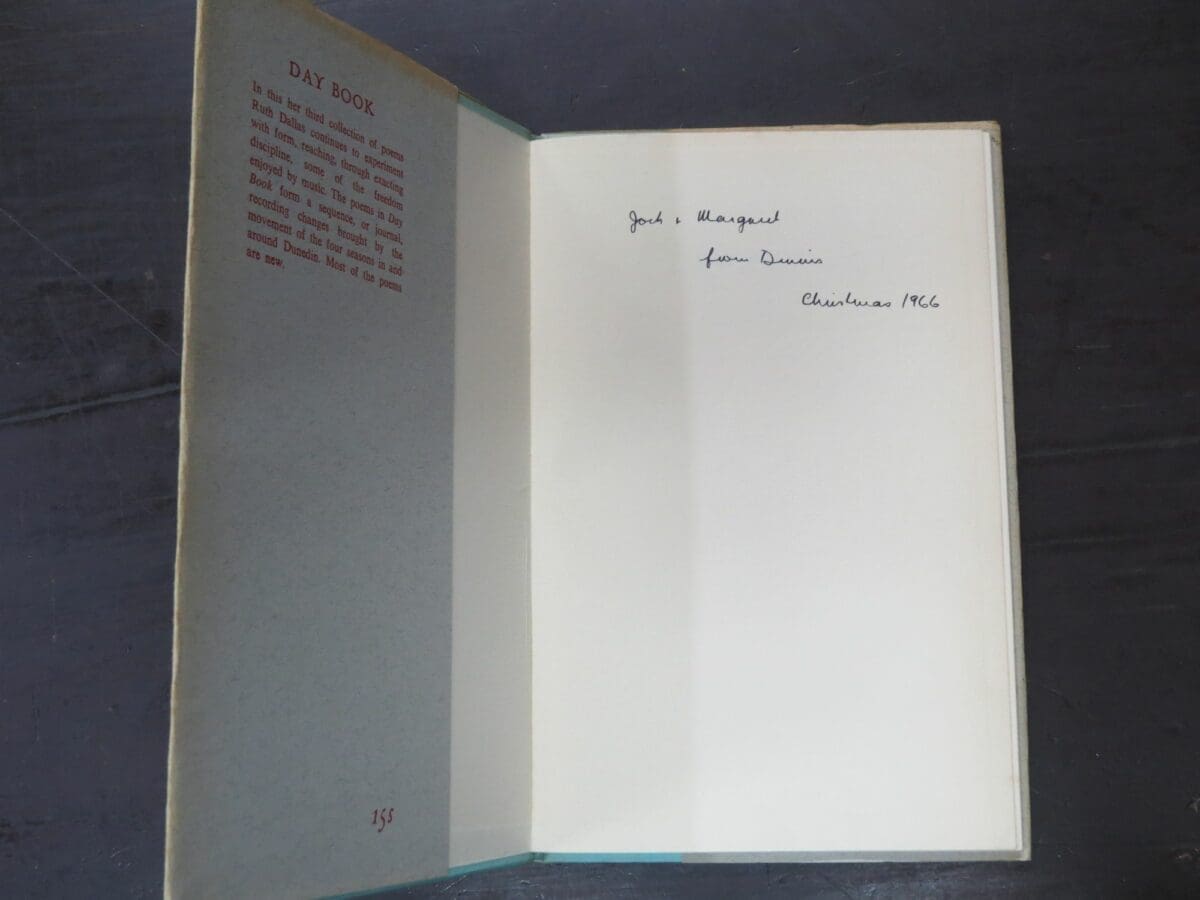 DAY BOOK
In this her third collection of poems
Ruth Dallas continues to experiment
with form, reaching, through exacting
discipline, some of the freedom
enjoyed by music. The poems in Day
Book form a sequence, or journal,
recording changes brought by the
movement of the four seasons in and
around Dunedin. Most of the poems
are new.
15s
Jock & Margaret
from Dennis
Christmas 1966